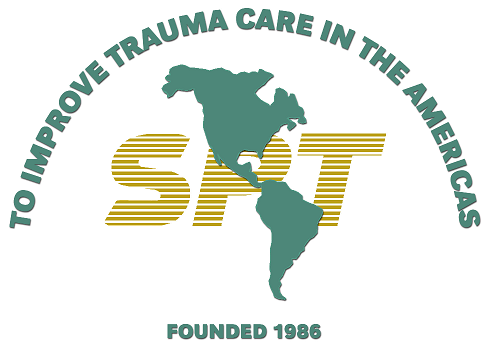 TO IMPROVE TRAUMA CARE IN THE AMERICAS
SPT
FOUNDED 1986